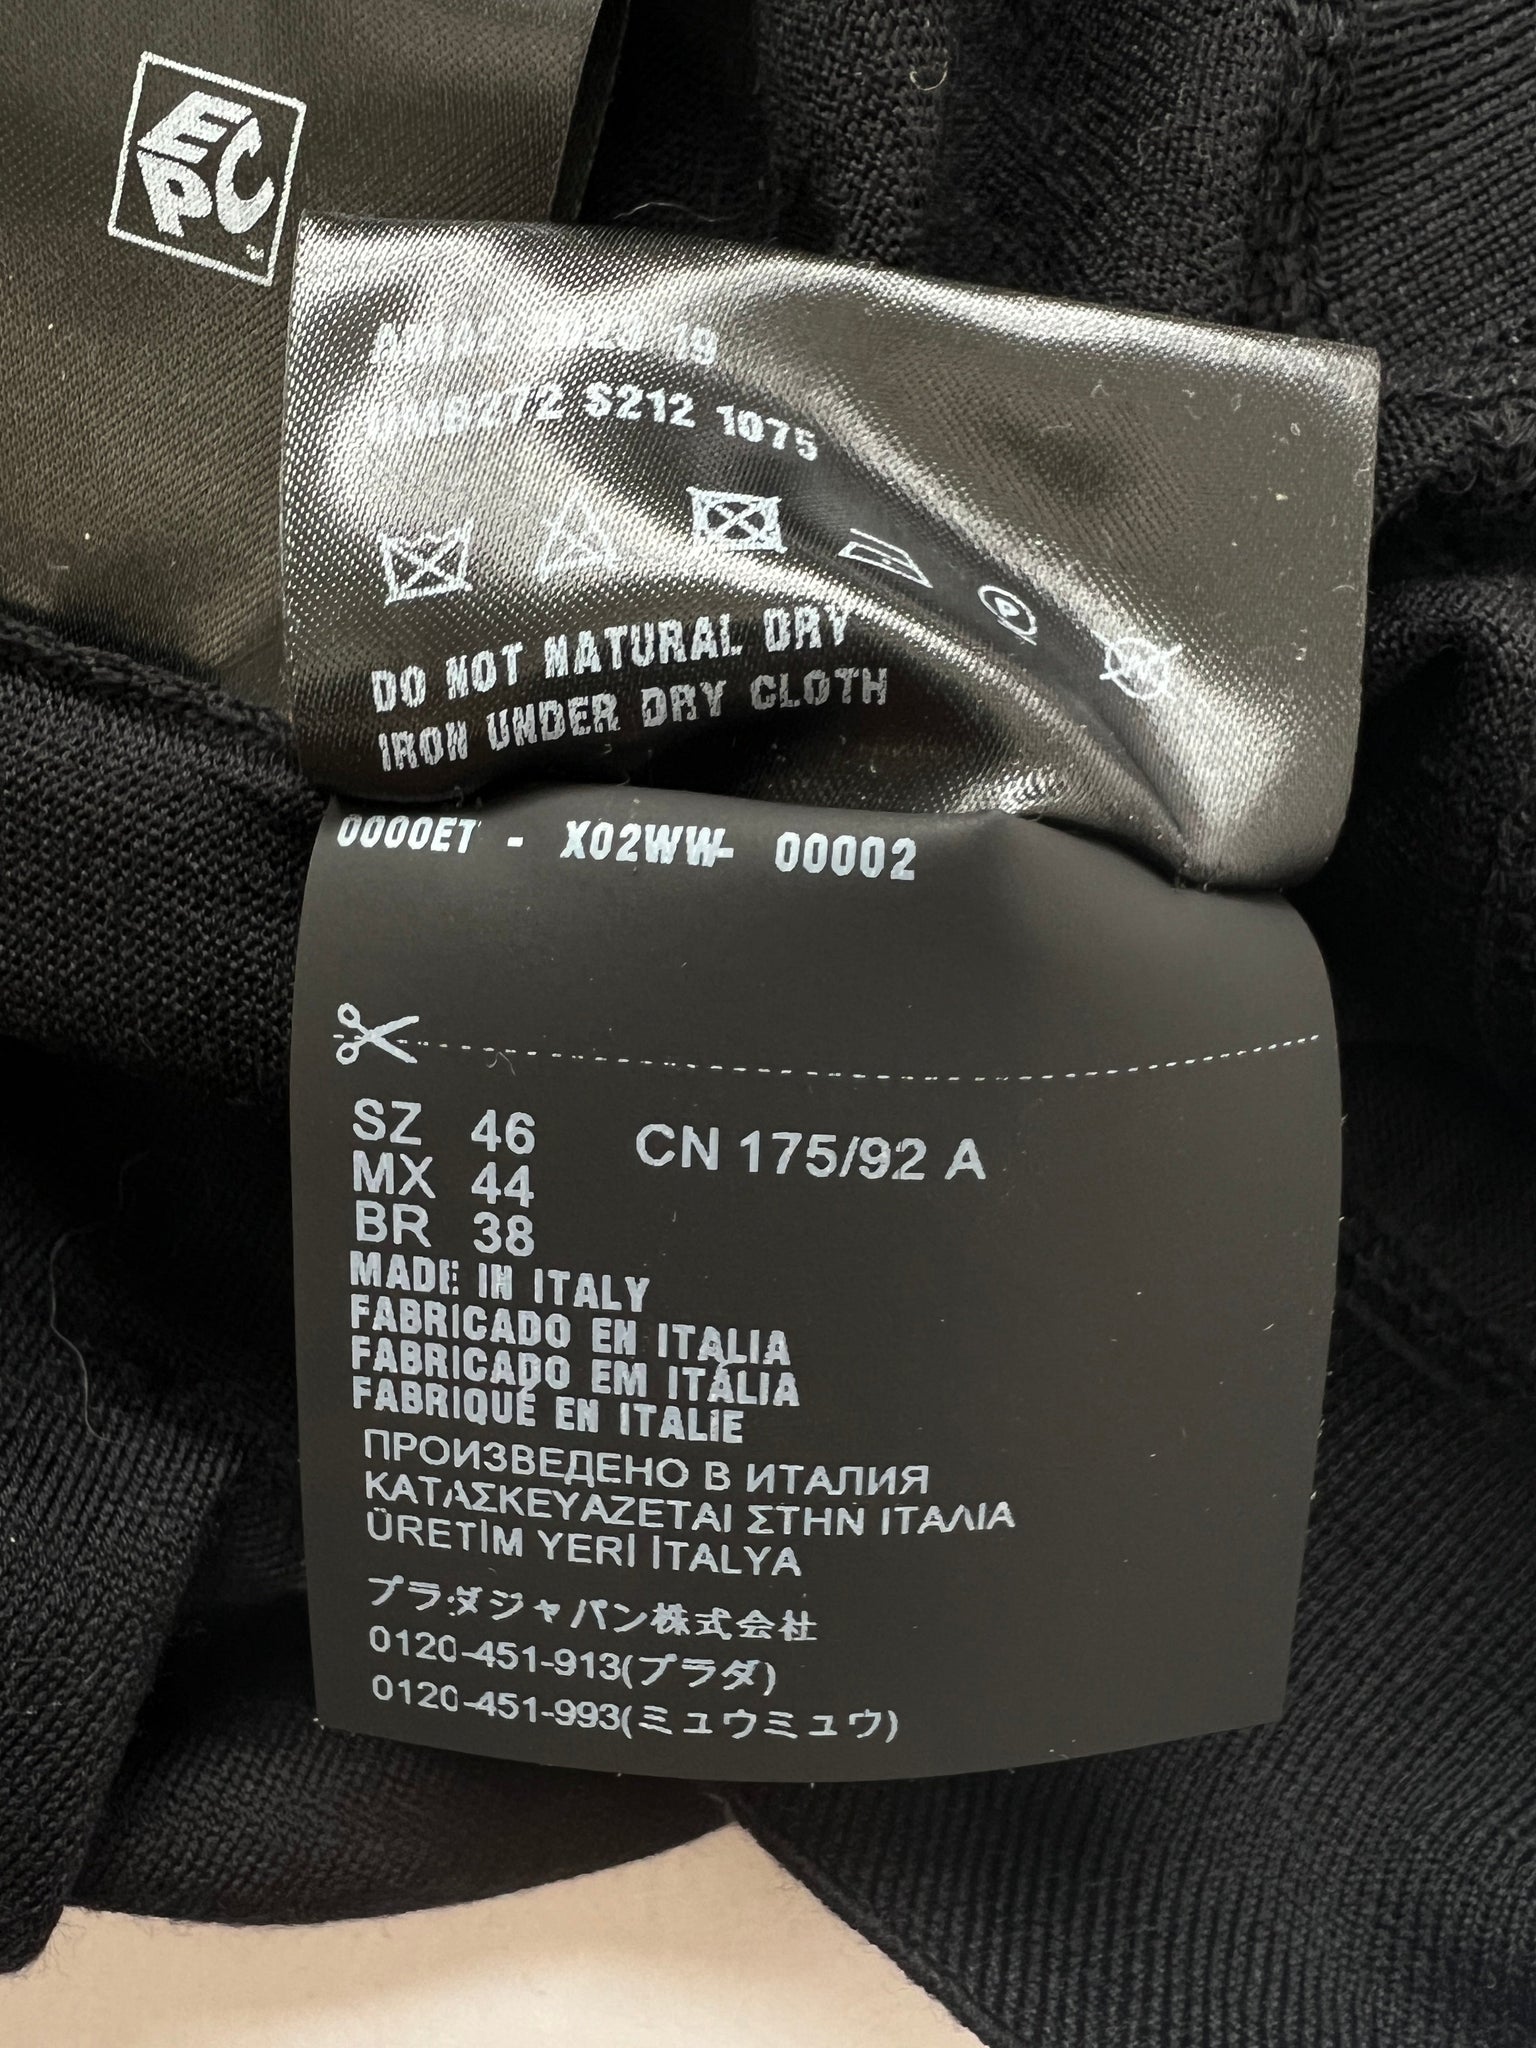 EPC
19
S212 1075
P
W
DO NOT NATURAL DRY
IRON UNDER DRY CLOTH
0000ET - X02WW- 00002
SZ 46 CN 175/92 A
MX 44
BR 38
MADE IN ITALY
FABRICADO EN ITALIA
FABRICADO EM ITÁLIA
FABRIQUÉ EN ITALIE
ПРОИЗВЕДЕНО В ИТАЛИЯ
ΚΑΤΑΣΚΕΥΑΖΕΤΑΙ ΣΤΗΝ ΙΤΑΛΙΑ
ÜRETİM YERİ İTALYA
プラダジャパン株式会社
0120-451-913(プラダ)
0120-451-993(ミュウミュウ)